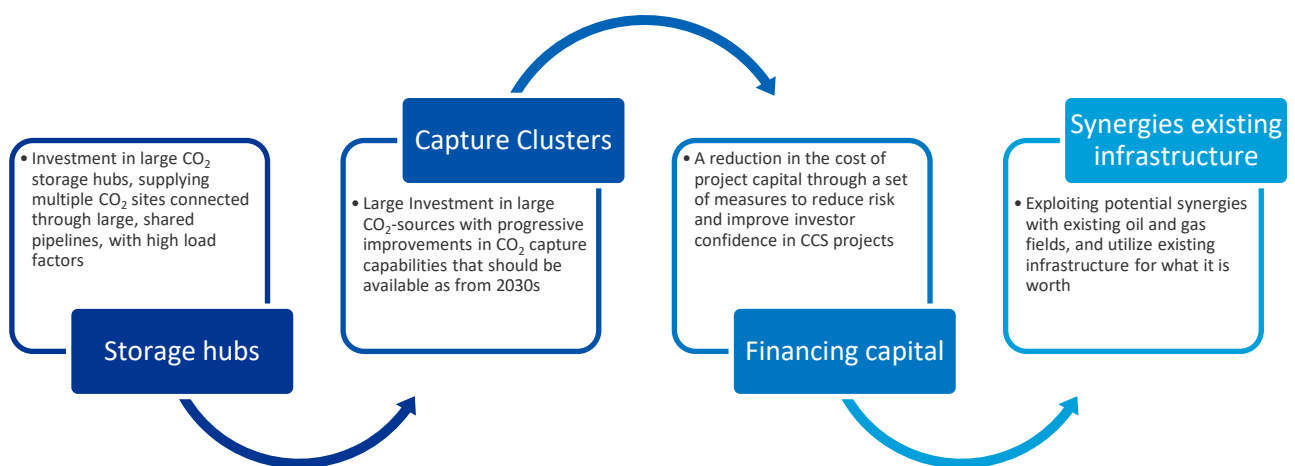 • Investment in large CO₂
storage hubs, supplying
multiple CO₂ sites connected
through large, shared
pipelines, with high load
factors
Storage hubs
Capture Clusters
• Large Investment in large
CO₂-sources with progressive
improvements in CO₂ capture
capabilities that should be
available as from 2030s
• A reduction in the cost of
project capital through a set
of measures to reduce risk
and improve investor
confidence in CCS projects
Financing capital
Synergies existing
infrastructure
• Exploiting potential synergies
with existing oil and gas
fields, and utilize existing
infrastructure for what it is
worth